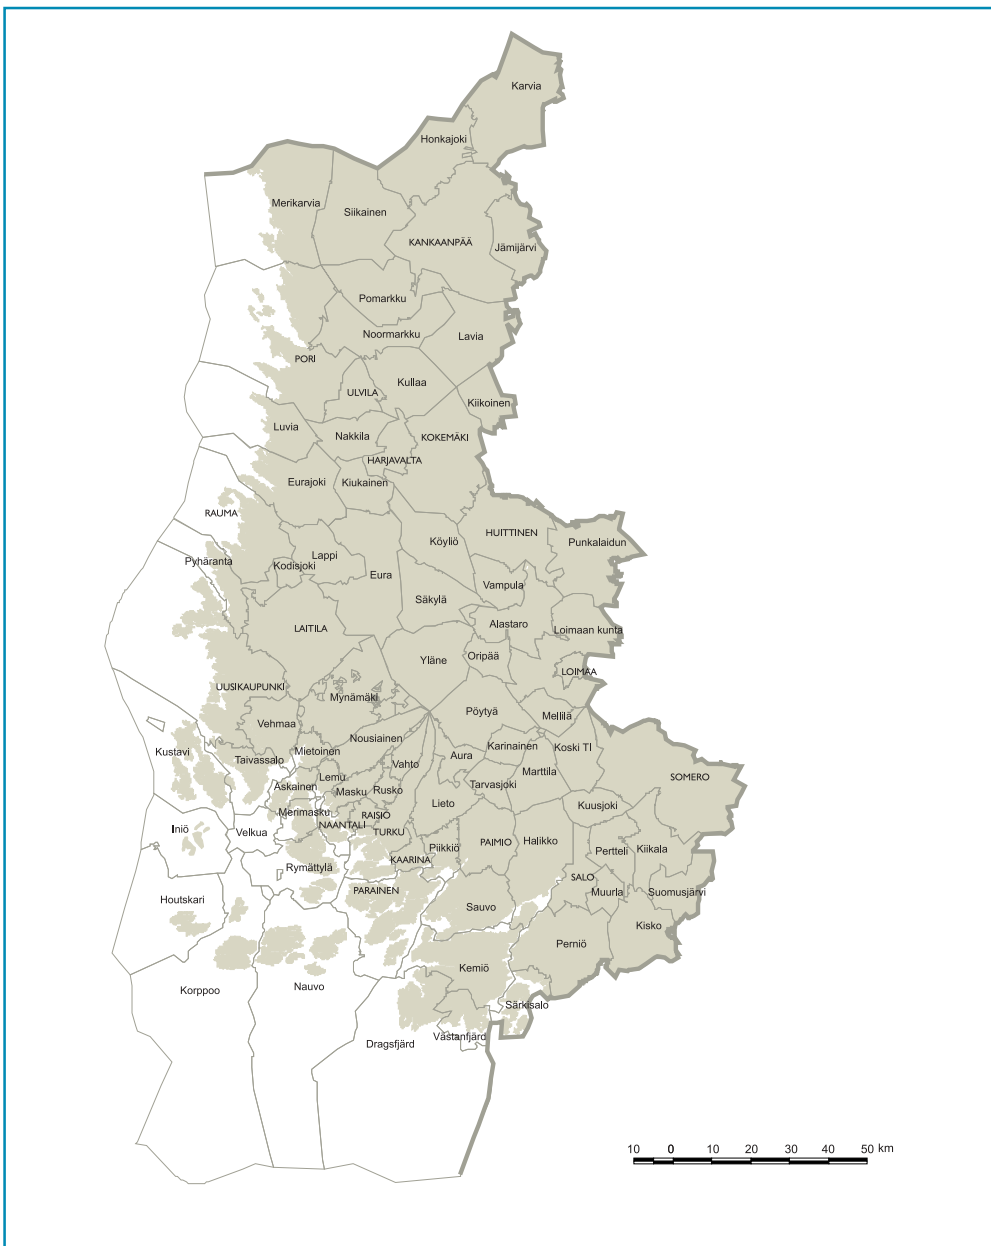 Karvia
Honkajoki
Merikarvia
Siikainen
KANKAANPÄÄ
Jämijärvi
Pomarkku
Noormarkku
Lavia
PORI
Kullaa
ULVILA
Kiikoinen
Luvia
Nakkila
KOKEMÄKI
HARJAVALTA
Eurajoki
Kiukainen
RAUMA
HUITTINEN
Köyliö
Punkalaidun
Pyhäranta
Lappi
Kodisjoki
Eura
Vampula
Säkylä
LAITILA
Alastaro
Loimaan kunta
Yläne
Oripää
LOIMAA
UUSIKAUPUNKI
Mynämäki
Pöytyä
Mellilä
Vehmaa
Nousiainen
Karinainen
Koski Tl
Kustavi
Mietoinen
Aura
Taivassalo
Vahto
Marttila
Lemu
SOMERO
Askainen
Masku
Rusko
Tarvasjoki
Lieto
Kuusjoki
Merimasku
RAISIO
NAANTALI
Iniö
Velkua
TURKU
PAIMIO
Halikko
Piikkiö
Pertteli
Kiikala
KAARINA
Rymättylä
SALO
PARAINEN
Muurla
Suomusjärvi
Houtskari
Sauvo
Kisko
Perniö
Kemiö
Korppoo
Nauvo
Särkisalo
Västanfjärd
Dragsfjärd
10 0 10 20 30 40 50 km